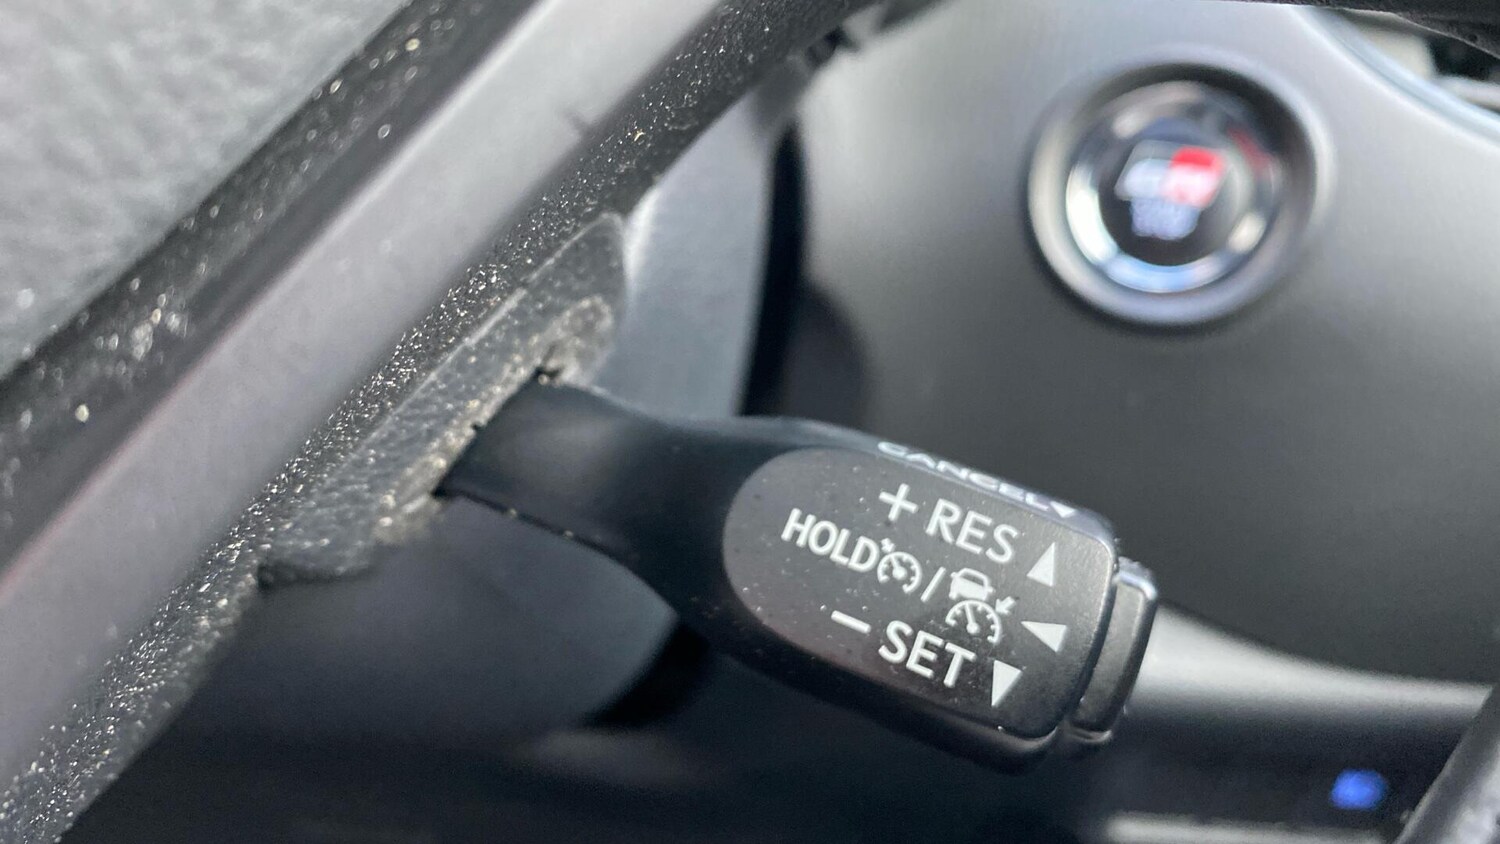 CANCEL▼
+ RES ▲
HOLD / ◀
− SET ▼